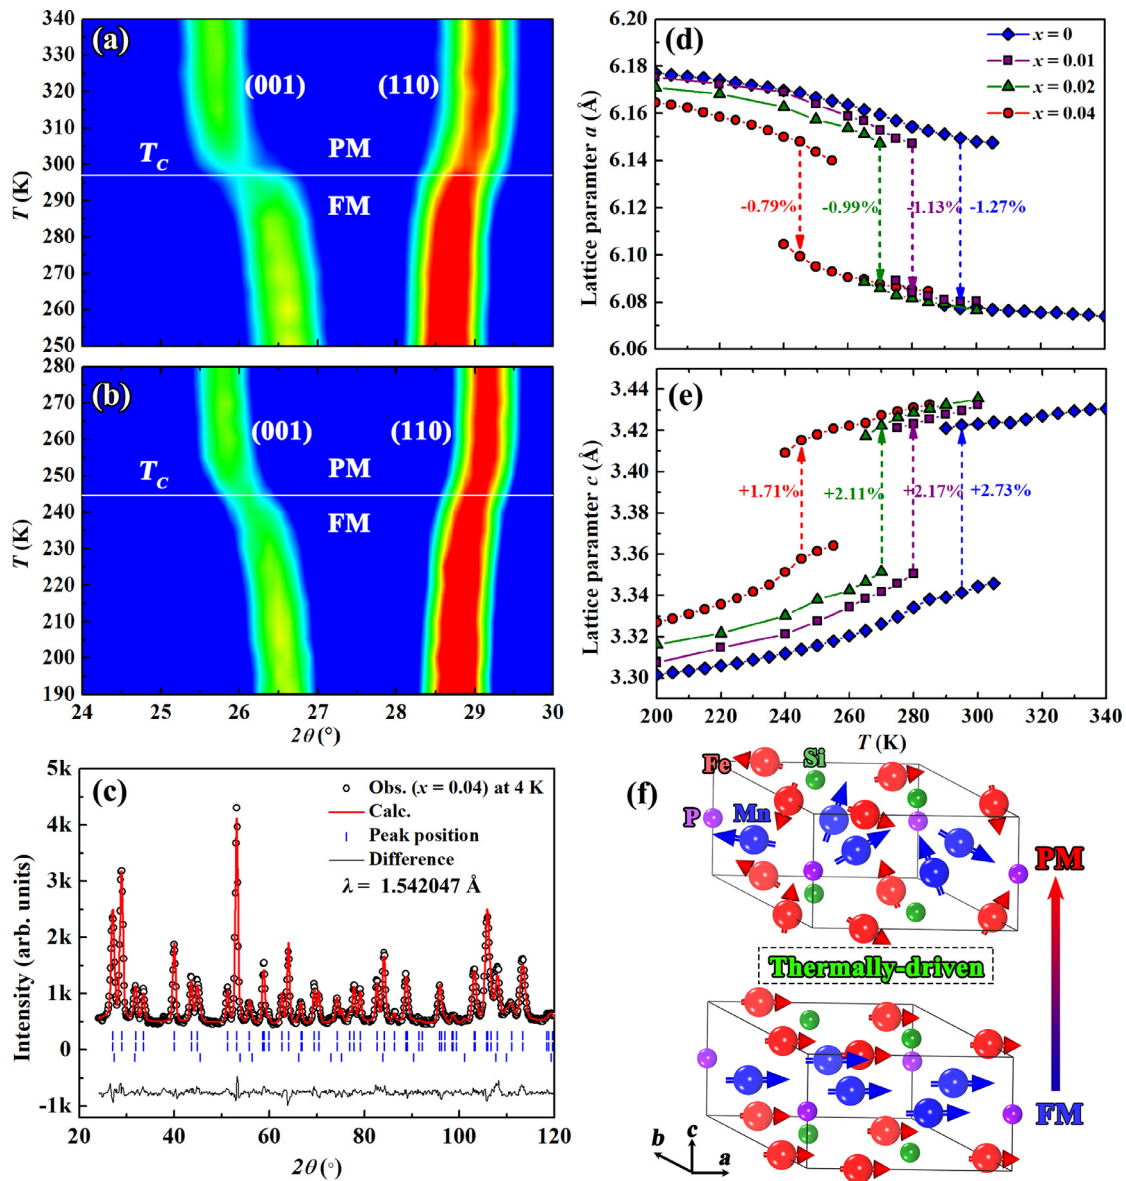 (a)
340
330
320
310
300
290
280
270
260
250
T (K)
(001)
(110)
T_C
PM
FM
(b)
280
270
260
250
240
230
220
210
200
190
T (K)
(001)
(110)
T_C
PM
FM
24
25
26
27
28
29
30
2θ (°)
(c)
5k
4k
3k
2k
1k
0
-1k
Intensity (arb. units)
Obs. (x = 0.04) at 4 K
Calc.
Peak position
Difference
λ = 1.542047 Å
20
40
60
80
100
120
2θ (°)
(d)
6.20
6.18
6.16
6.14
6.12
6.10
6.08
6.06
Lattice paramter a (Å)
x = 0
x = 0.01
x = 0.02
x = 0.04
-0.79%
-0.99%
-1.13%
-1.27%
(e)
3.44
3.42
3.40
3.38
3.36
3.34
3.32
3.30
Lattice paramter c (Å)
+1.71%
+2.11%
+2.17%
+2.73%
200
220
240
260
280
300
320
340
T (K)
(f)
Fe
Si
P
Mn
PM
Thermally-driven
FM
b
c
a